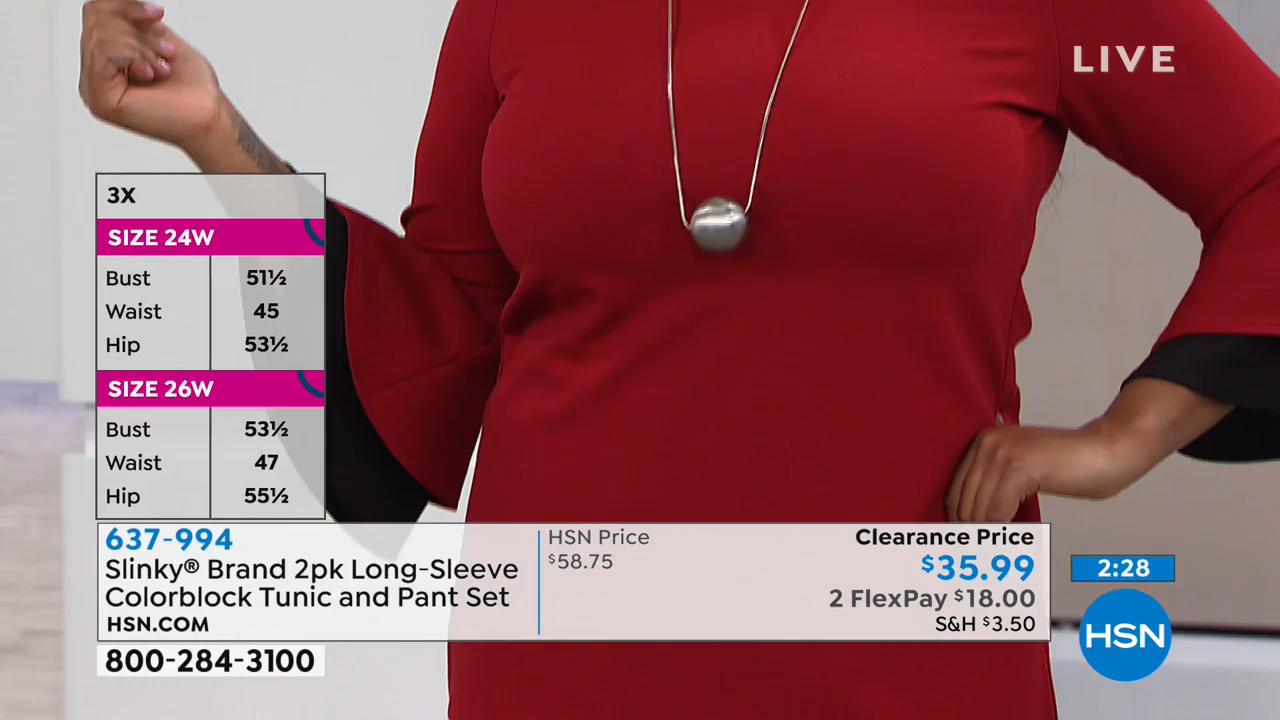 LIVE
3X
SIZE 24W
Bust 51½
Waist 45
Hip 53½
SIZE 26W
Bust 53½
Waist 47
Hip 55½
637-994
Slinky® Brand 2pk Long-Sleeve
Colorblock Tunic and Pant Set
HSN.COM
800-284-3100
HSN Price
$58.75
Clearance Price
$35.99
2 FlexPay $18.00
S&H $3.50
2:28
HSN